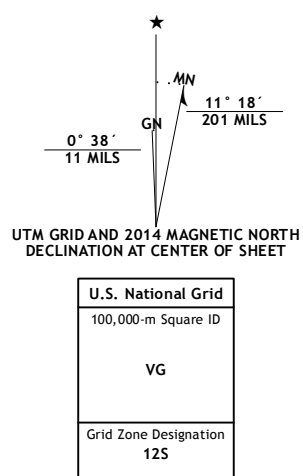 ★
MN
GN
11° 18´
201 MILS
0° 38´
11 MILS
UTM GRID AND 2014 MAGNETIC NORTH
DECLINATION AT CENTER OF SHEET
U.S. National Grid
100,000-m Square ID
VG
Grid Zone Designation
12S